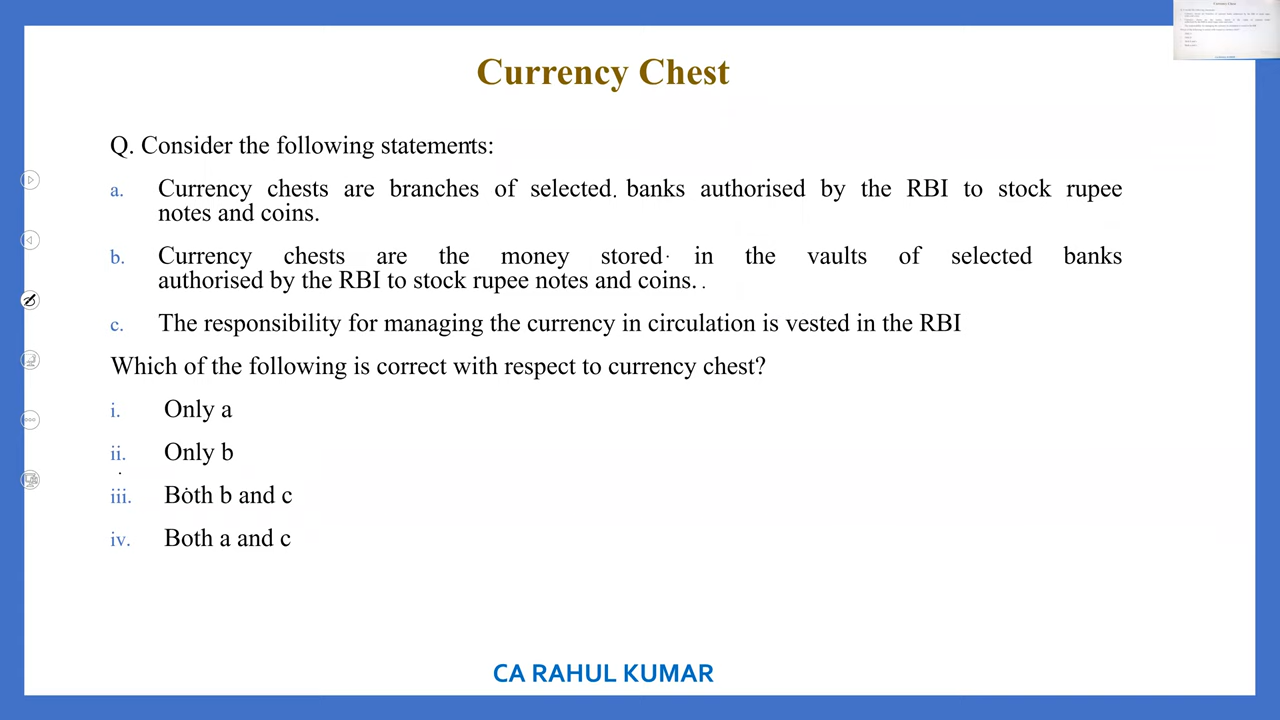 Currency Chest
Q. Consider the following statements:
a. Currency chests are branches of selected banks authorised by the RBI to stock rupee
notes and coins.
b. Currency chests are the money stored in the vaults of selected banks
authorised by the RBI to stock rupee notes and coins.
c. The responsibility for managing the currency in circulation is vested in the RBI
Which of the following is correct with respect to currency chest?
i. Only a
ii. Only b
iii. Both b and c
iv. Both a and c
CA RAHUL KUMAR